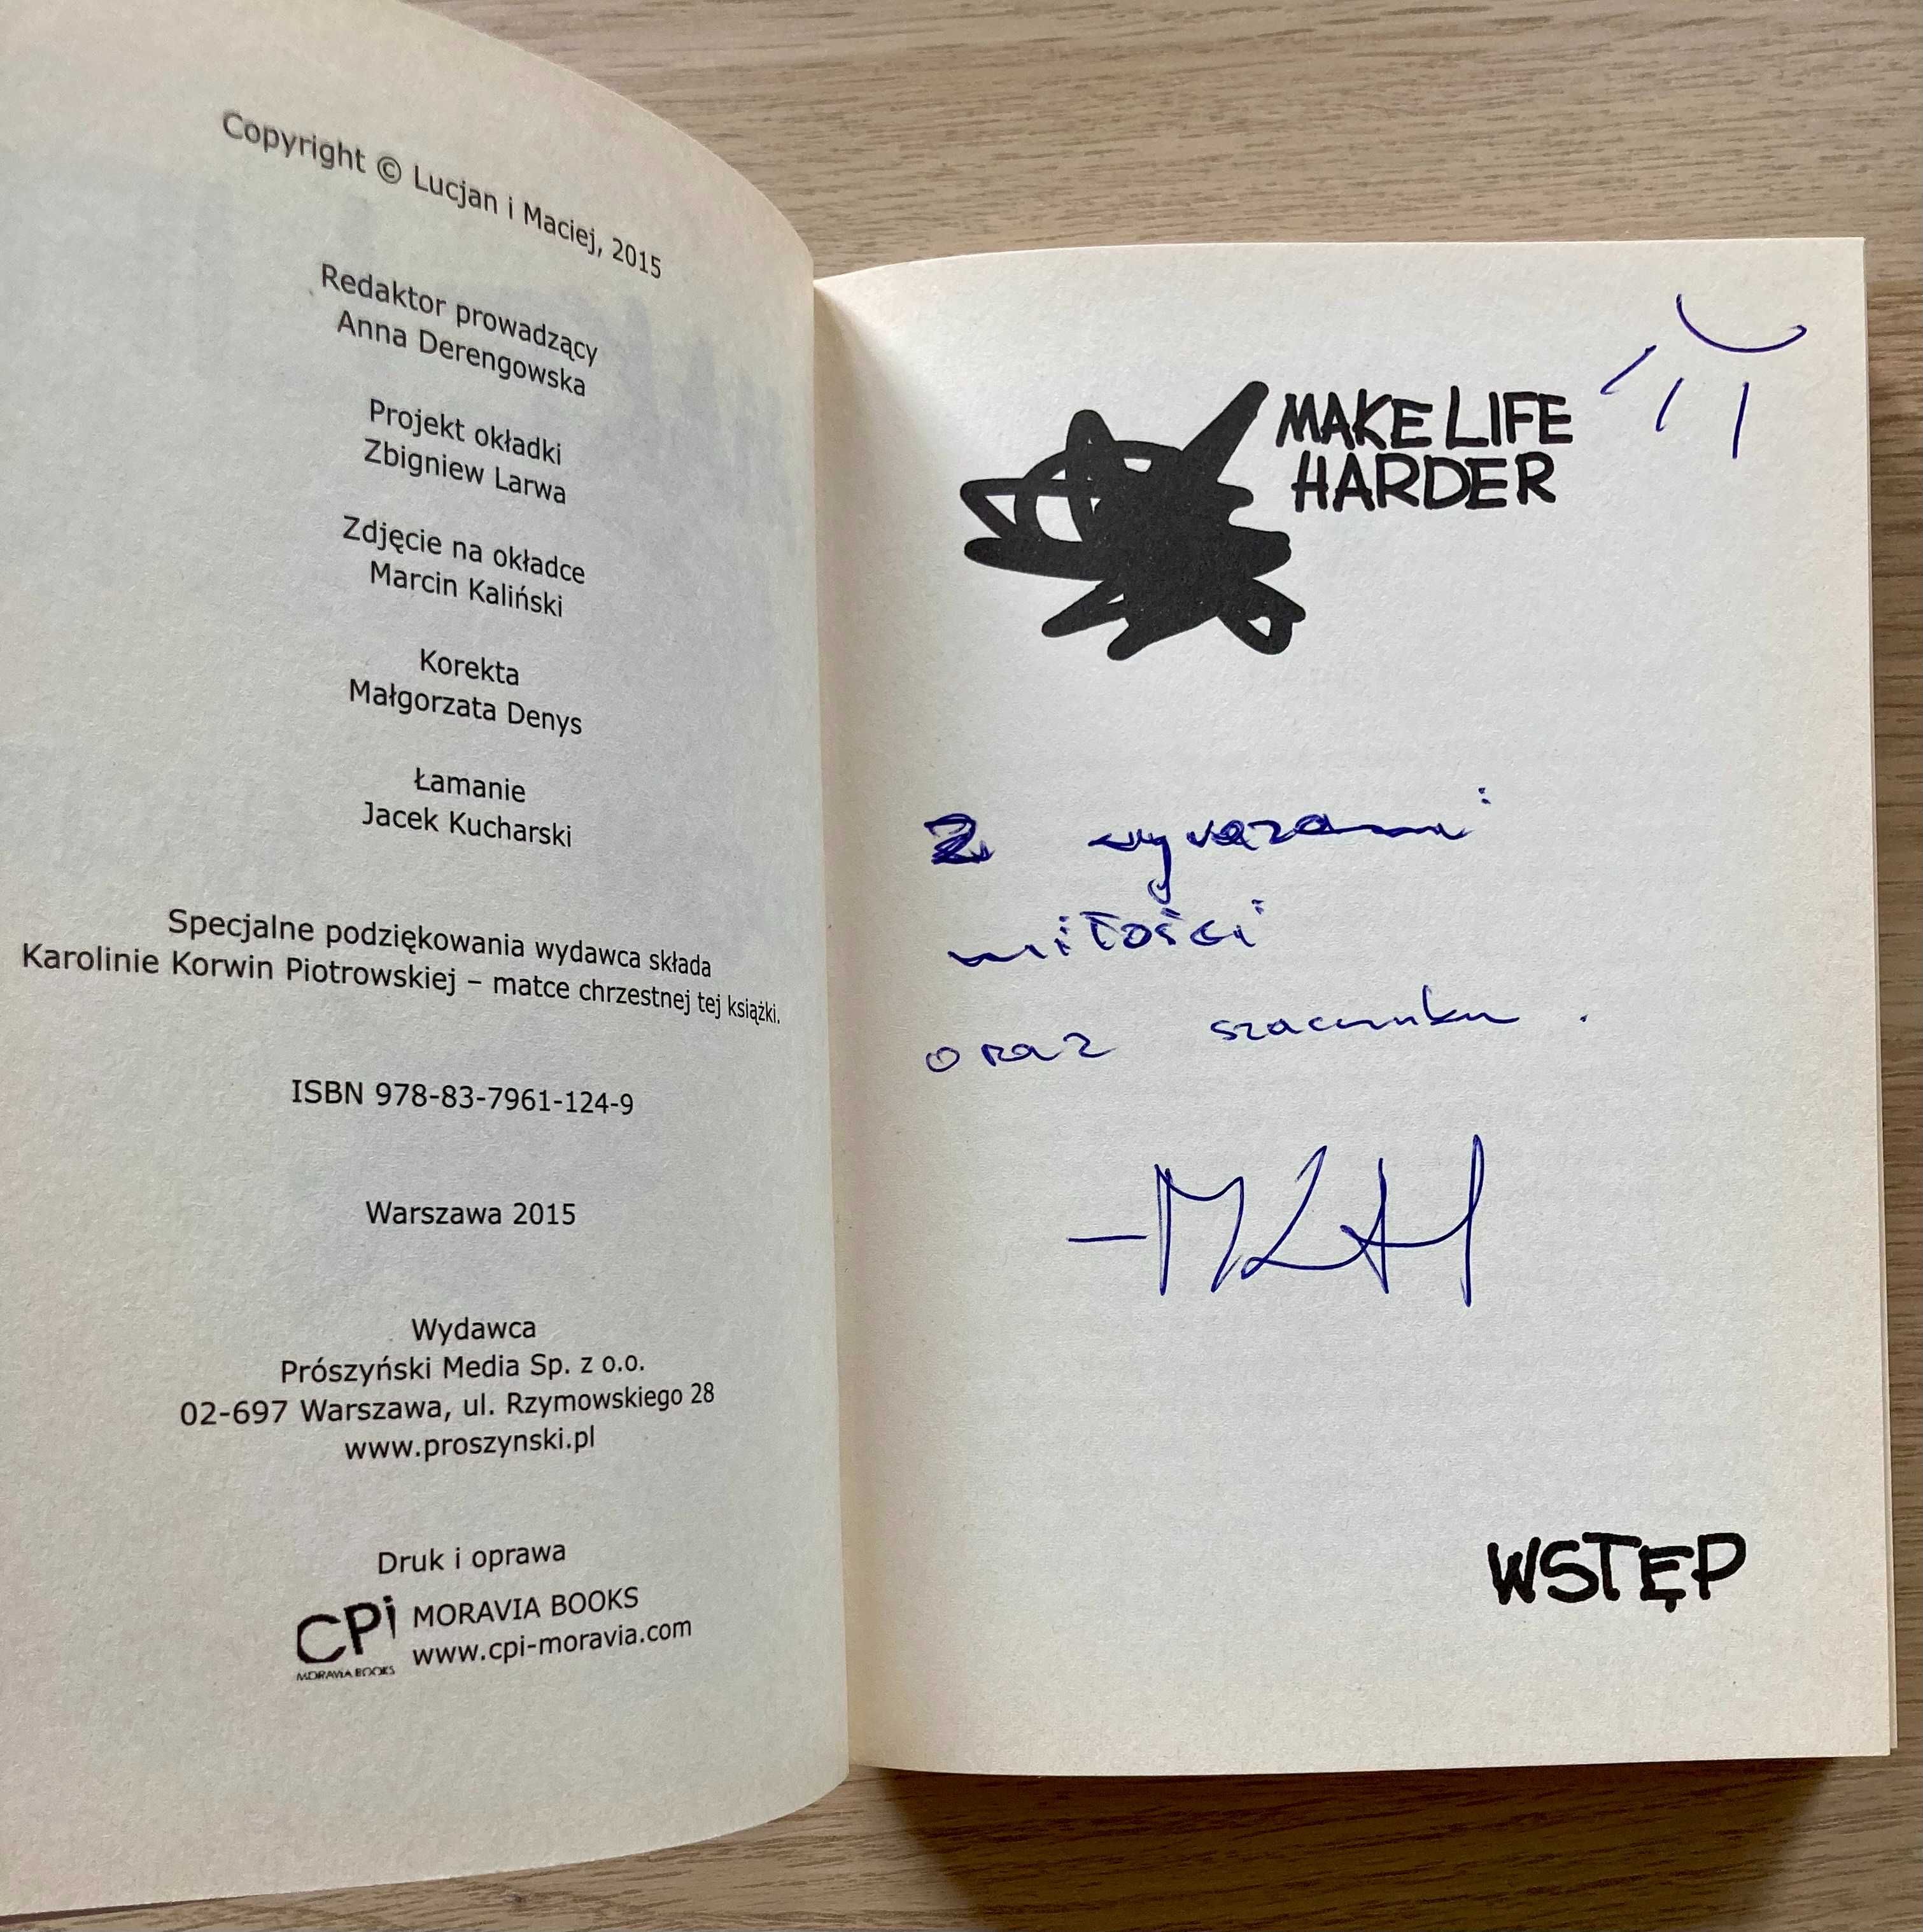 Copyright © Lucjan i Maciej, 2015
Redaktor prowadzący
Anna Derengowska
Projekt okładki
Zbigniew Larwa
Zdjęcie na okładce
Marcin Kaliński
Korekta
Małgorzata Denys
Łamanie
Jacek Kucharski
Specjalne podziękowania wydawca składa
Karolinie Korwin Piotrowskiej – matce chrzestnej tej książki.
ISBN 978-83-7961-124-9
Warszawa 2015
Wydawca
Prószyński Media Sp. z o.o.
02-697 Warszawa, ul. Rzymowskiego 28
www.proszynski.pl
Druk i oprawa
CPi MORAVIA BOOKS
MORAVIA BOOKS www.cpi-moravia.com
MAKE LIFE
HARDER
Z wyrazami
miłości
oraz szacunku.
–MLH
WSTĘP